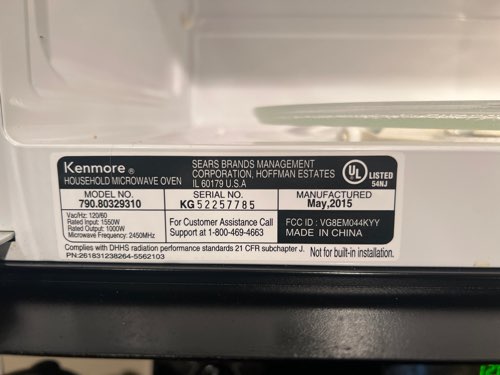 Kenmore®
HOUSEHOLD MICROWAVE OVEN
SEARS BRANDS MANAGEMENT
CORPORATION, HOFFMAN ESTATES
IL 60179 U.S.A
UL
LISTED
54NJ
MODEL NO.
790.80329310
SERIAL NO.
KG52257785
MANUFACTURED
May,2015
Vac/Hz: 120/60
Rated Input: 1550W
Rated Output: 1000W
Microwave Frequency: 2450MHz
For Customer Assistance Call
Support at 1-800-469-4663
FCC ID : VG8EM044KYY
MADE IN CHINA
Complies with DHHS radiation performance standards 21 CFR subchapter J.
Not for built-in installation.
PN:261831238264-5562103